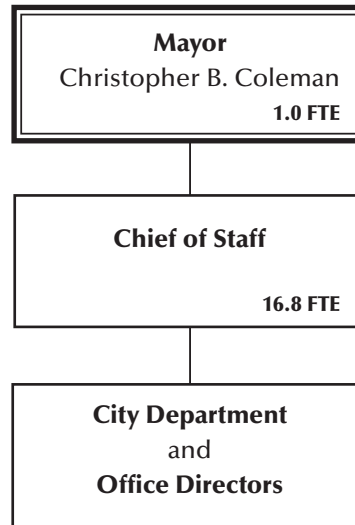 Mayor
Christopher B. Coleman
1.0 FTE
Chief of Staff
16.8 FTE
City Department
and
Office Directors